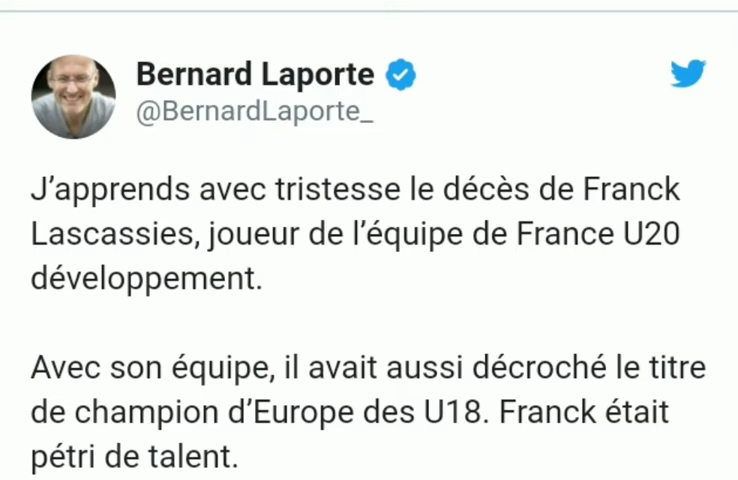 Bernard Laporte
@BernardLaporte_
J’apprends avec tristesse le décès de Franck
Lascassies, joueur de l’équipe de France U20
développement.
Avec son équipe, il avait aussi décroché le titre
de champion d’Europe des U18. Franck était
pétri de talent.